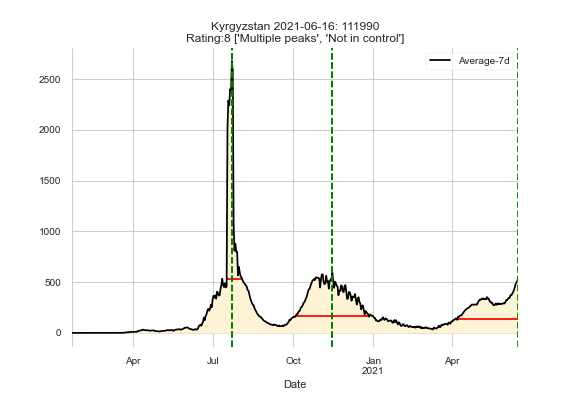 Kyrgyzstan 2021-06-16: 111990
Rating:8 ['Multiple peaks', 'Not in control']
Average-7d
2500
2000
1500
1000
500
0
Apr Jul Oct Jan Apr
2021
Date